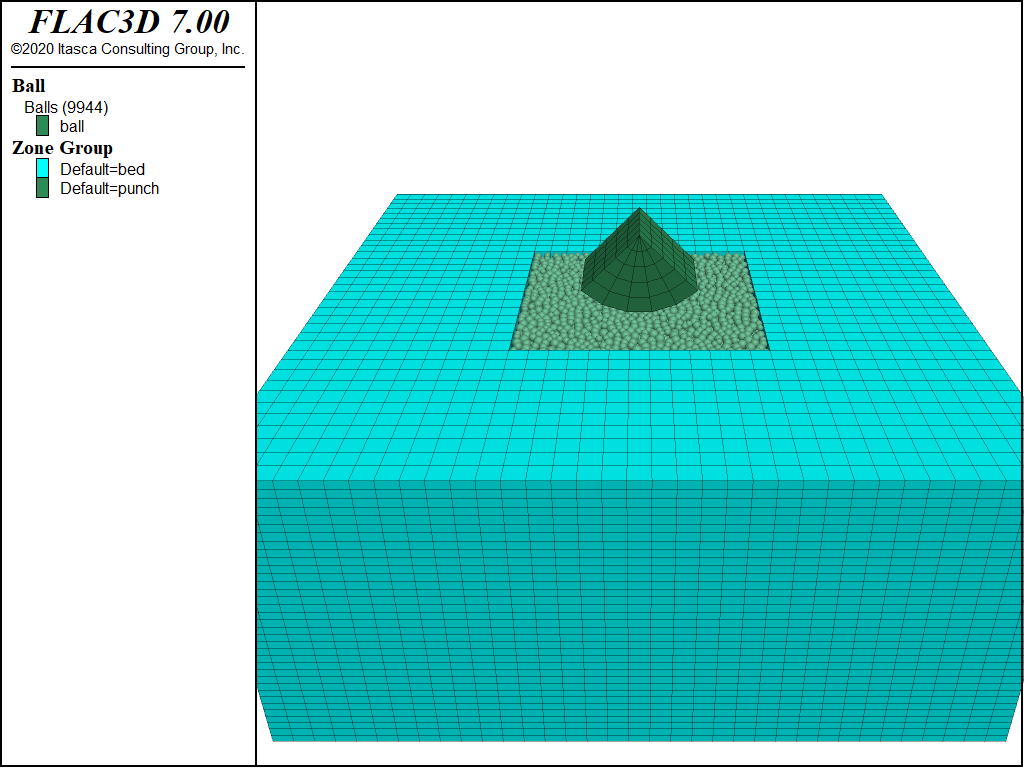 FLAC3D 7.00
©2020 Itasca Consulting Group, Inc.
Ball
Balls (9944)
ball
Zone Group
Default=bed
Default=punch